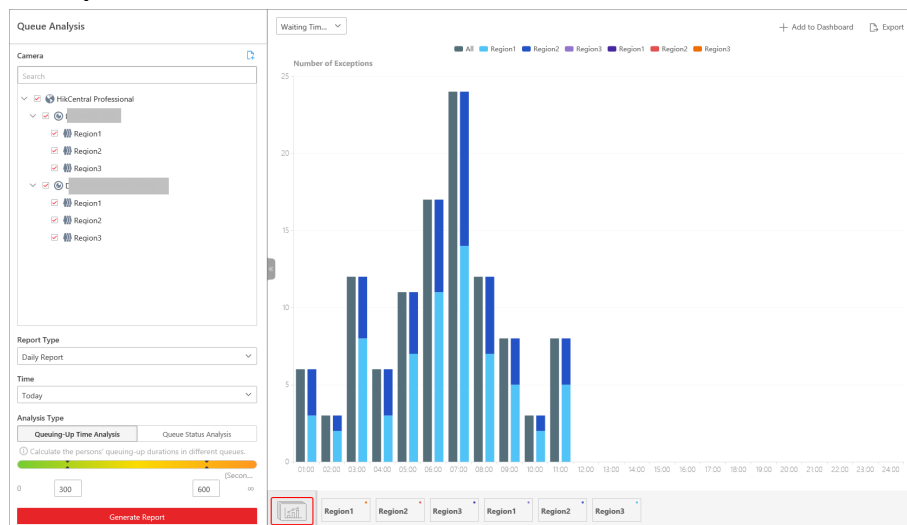 Queue Analysis
Camera
Search
HikCentral Professional
Region1
Region2
Region3
Region1
Region2
Region3
Report Type
Daily Report
Time
Today
Analysis Type
Queuing-Up Time Analysis Queue Status Analysis
Calculate the persons' queuing-up durations in different queues.
(Secon...
0 300 600 ∞
Generate Report
Waiting Tim...
Add to Dashboard Export
All Region1 Region2 Region3 Region1 Region2 Region3
Number of Exceptions
25
20
15
10
5
0
01:00 02:00 03:00 04:00 05:00 06:00 07:00 08:00 09:00 10:00 11:00 12:00 13:00 14:00 15:00 16:00 17:00 18:00 19:00 20:00 21:00 22:00 23:00 24:00
Region1 Region2 Region3 Region1 Region2 Region3